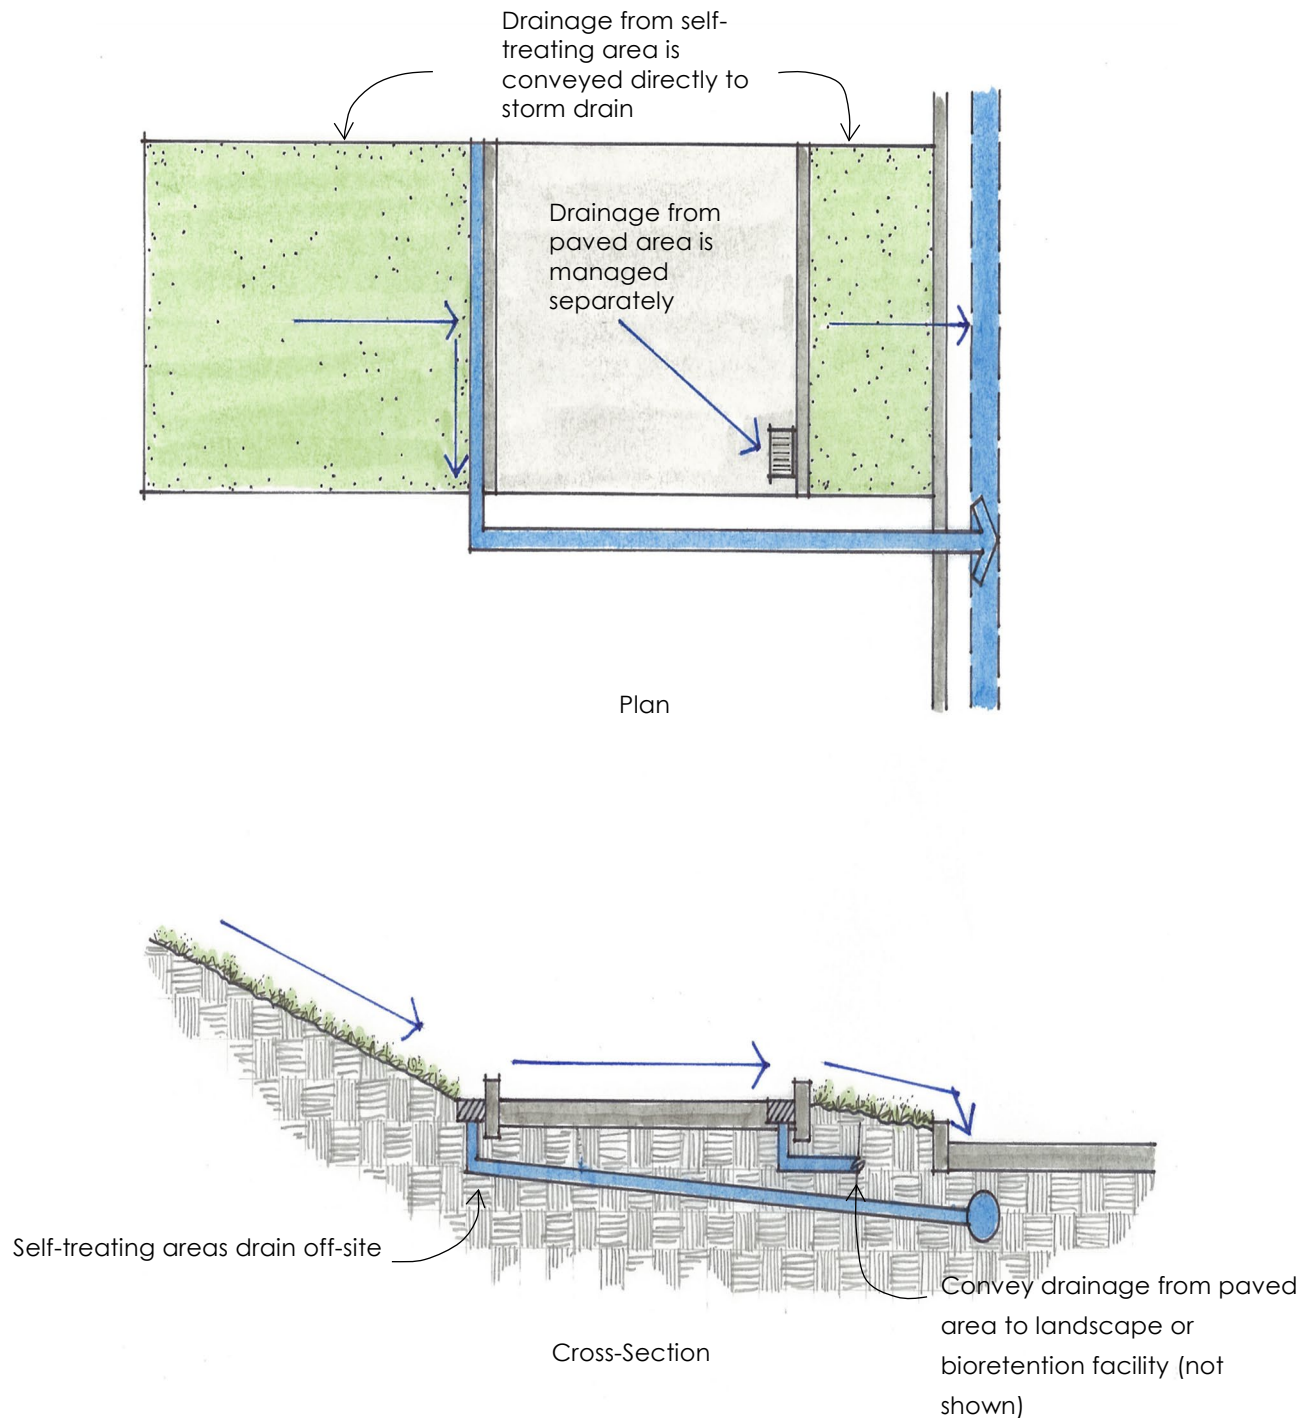 Drainage from self-
treating area is
conveyed directly to
storm drain
Drainage from
paved area is
managed
separately
Plan
Self-treating areas drain off-site
Convey drainage from paved
area to landscape or
bioretention facility (not
shown)
Cross-Section